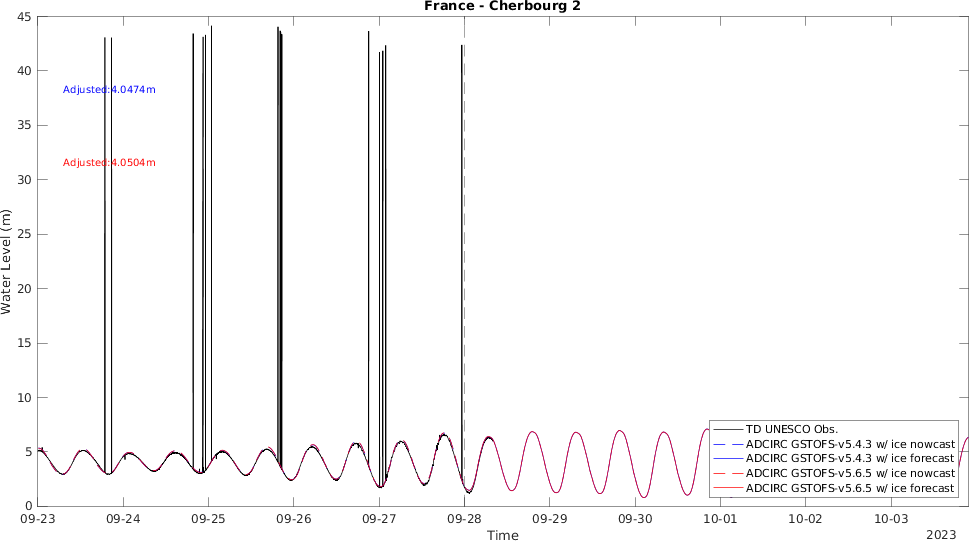 France - Cherbourg 2
45
40
35
30
25
20
15
10
5
0
Water Level (m)
Adjusted:4.0474m
Adjusted:4.0504m
TD UNESCO Obs.
ADCIRC GSTOFS-v5.4.3 w/ ice nowcast
ADCIRC GSTOFS-v5.4.3 w/ ice forecast
ADCIRC GSTOFS-v5.6.5 w/ ice nowcast
ADCIRC GSTOFS-v5.6.5 w/ ice forecast
09-23 09-24 09-25 09-26 09-27 09-28 09-29 09-30 10-01 10-02 10-03
Time
2023